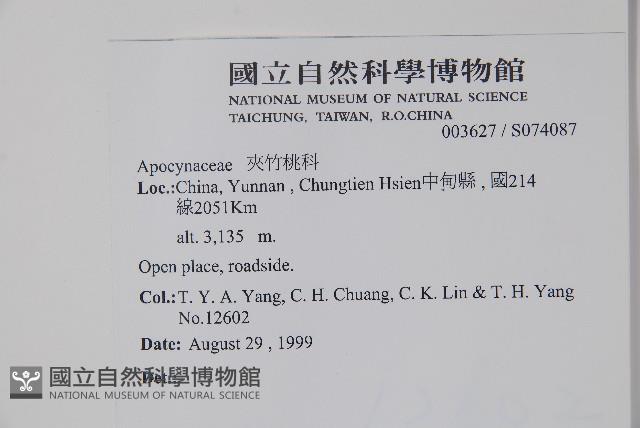 國立自然科學博物館
NATIONAL MUSEUM OF NATURAL SCIENCE
TAICHUNG, TAIWAN, R.O.CHINA
003627 / S074087
Apocynaceae 夾竹桃科
Loc.:China, Yunnan , Chungtien Hsien中甸縣 , 國214
線2051Km
alt. 3,135 m.
Open place, roadside.
Col.:T. Y. A. Yang, C. H. Chuang, C. K. Lin & T. H. Yang
No.12602
Date: August 29 , 1999
Det:
國立自然科學博物館
NATIONAL MUSEUM OF NATURAL SCIENCE